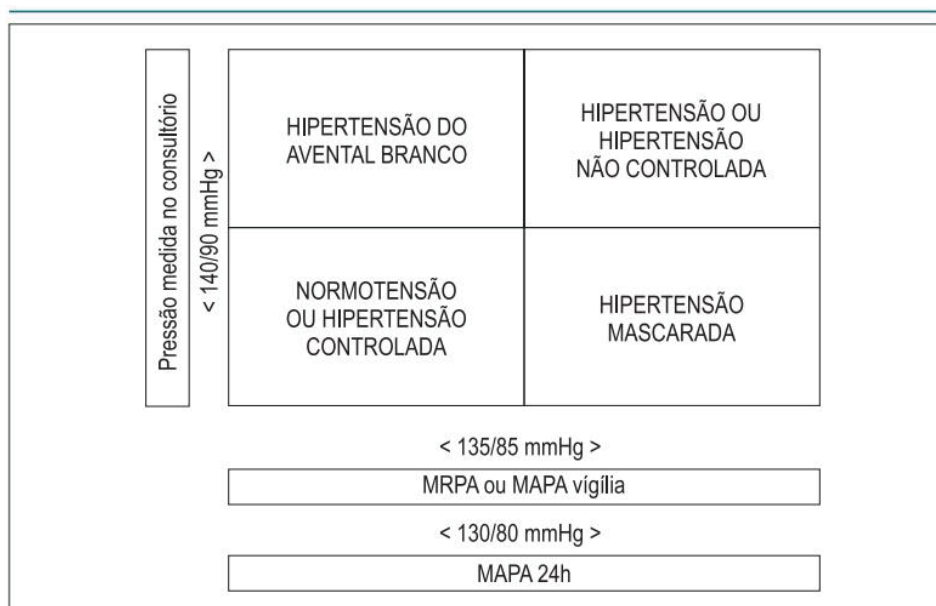 Pressão medida no consultório
< 140/90 mmHg >
HIPERTENSÃO DO
AVENTAL BRANCO
HIPERTENSÃO OU
HIPERTENSÃO
NÃO CONTROLADA
NORMOTENSÃO
OU HIPERTENSÃO
CONTROLADA
HIPERTENSÃO
MASCARADA
< 135/85 mmHg >
MRPA ou MAPA vígília
< 130/80 mmHg >
MAPA 24h